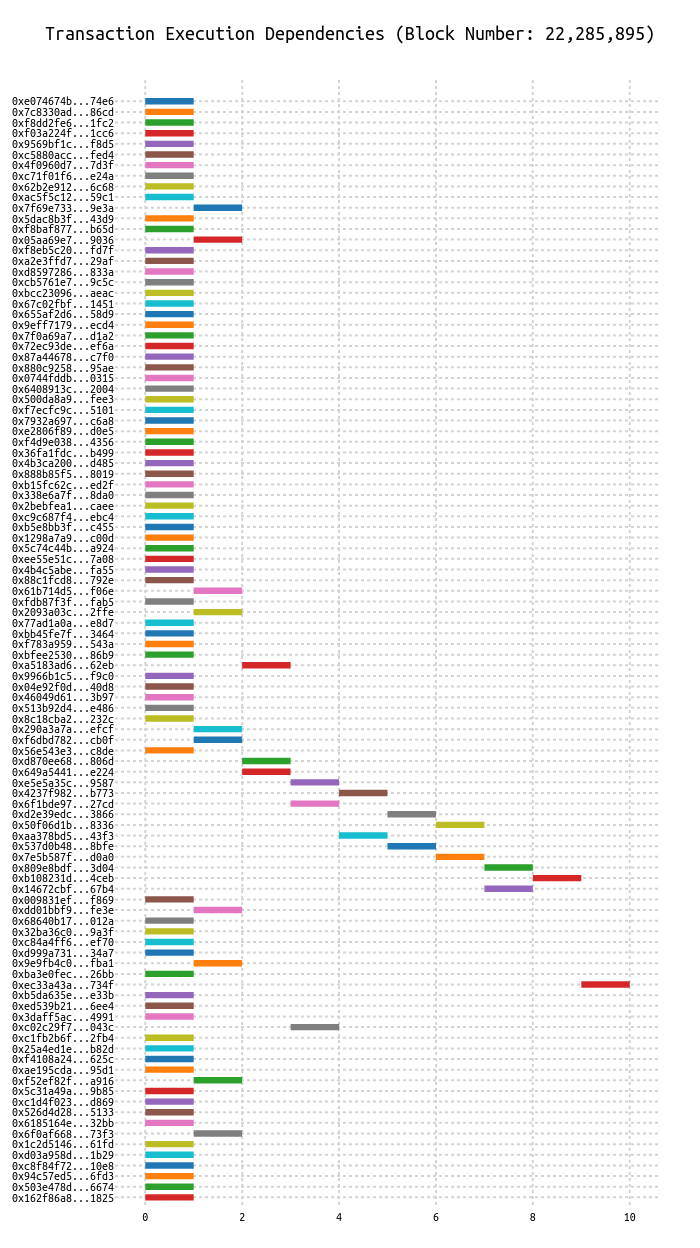 Transaction Execution Dependencies (Block Number: 22,285,895)
0xe074674b...74e6
0x7c8330ad...86cd
0xf8dd2fe6...1fc2
0xf03a224f...1cc6
0x9569bf1c...f8d5
0xc5880acc...fed4
0x4f0960d7...7d3f
0xc71f01f6...e24a
0x62b2e912...6c68
0xac5f5c12...59c1
0x7f69e733...9e3a
0x5dac8b3f...43d9
0xf8baf877...b65d
0x05aa69e7...9036
0xf8eb5c20...fd7f
0xa2e3ffd7...29af
0xd8597286...833a
0xcb5761e7...9c5c
0xbcc23096...aeac
0x67c02fbf...1451
0x655af2d6...58d9
0x9eff7179...ecd4
0x7f0a69a7...d1a2
0x72ec93de...ef6a
0x87a44678...c7f0
0x880c9258...95ae
0x0744fddb...0315
0x6408913c...2004
0x500da8a9...fee3
0xf7ecfc9c...5101
0x7932a697...c6a8
0xe2806f89...d0e5
0xf4d9e038...4356
0x36fa1fdc...b499
0x4b3ca200...d485
0x888b85f5...8019
0xb15fc62c...ed2f
0x338e6a7f...8da0
0x2bebfea1...caee
0xc9c687f4...ebc4
0xb5e8bb3f...c455
0x1298a7a9...c00d
0x5c74c44b...a924
0xee55e51c...7a08
0x4b4c5abe...fa55
0x88c1fcd8...792e
0x61b714d5...f06e
0xfdb87f3f...fab5
0x2093a03c...2ffe
0x77ad1a0a...e8d7
0xbb45fe7f...3464
0xf783a959...543a
0xbfee2530...86b9
0xa5183ad6...62eb
0x9966b1c5...f9c0
0x04e92f0d...40d8
0x46049d61...3b97
0x513b92d4...e486
0x8c18cba2...232c
0x290a3a7a...efcf
0xf6dbd782...cb0f
0x56e543e3...c8de
0xd870ee68...806d
0x649a5441...e224
0xe5e5a35c...9587
0x4237f982...b773
0x6f1bde97...27cd
0xd2e39edc...3866
0x50f06d1b...8336
0xaa378bd5...43f3
0x537d0b48...8bfe
0x7e5b587f...d0a0
0x809e8bdf...3d04
0xb108231d...4ceb
0x14672cbf...67b4
0x009831ef...f869
0xdd01bbf9...fe3e
0x68640b17...012a
0x32ba36c0...9a3f
0xc84a4ff6...ef70
0xd999a731...34a7
0x9e9fb4c0...fba1
0xba3e0fec...26bb
0xec33a43a...734f
0xb5da635e...e33b
0xed539b21...6ee4
0x3daff5ac...4991
0xc02c29f7...043c
0xc1fb2b6f...2fb4
0x25a4ed1e...b82d
0xf4108a24...625c
0xae195cda...95d1
0xf52ef82f...a916
0x5c31a49a...9b85
0xc1d4f023...d869
0x526d4d28...5133
0x6185164e...32bb
0x6f0af668...73f3
0x1c2d5146...61fd
0xd03a958d...1b29
0xc8f84f72...10e8
0x94c57ed5...6fd3
0x503e478d...6674
0x162f86a8...1825
0 2 4 6 8 10